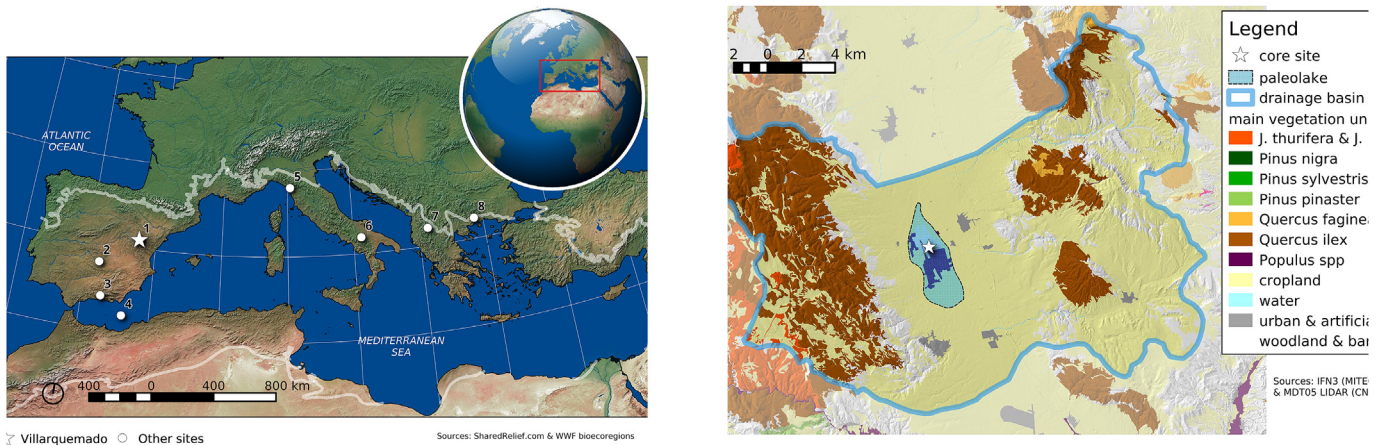 ATLANTIC
OCEAN
5
8
7
6
1
2
3
4
MEDITERRANEAN
SEA
400 0 400 800 km
Villarquemado Other sites
Sources: SharedRelief.com & WWF bioecoregions
2 0 2 4 km
Legend
core site
paleolake
drainage basin
main vegetation un
J. thurifera & J.
Pinus nigra
Pinus sylvestris
Pinus pinaster
Quercus faginea
Quercus ilex
Populus spp
cropland
water
urban & artificia
woodland & bar
Sources: IFN3 (MITE
& MDT05 LIDAR (CN